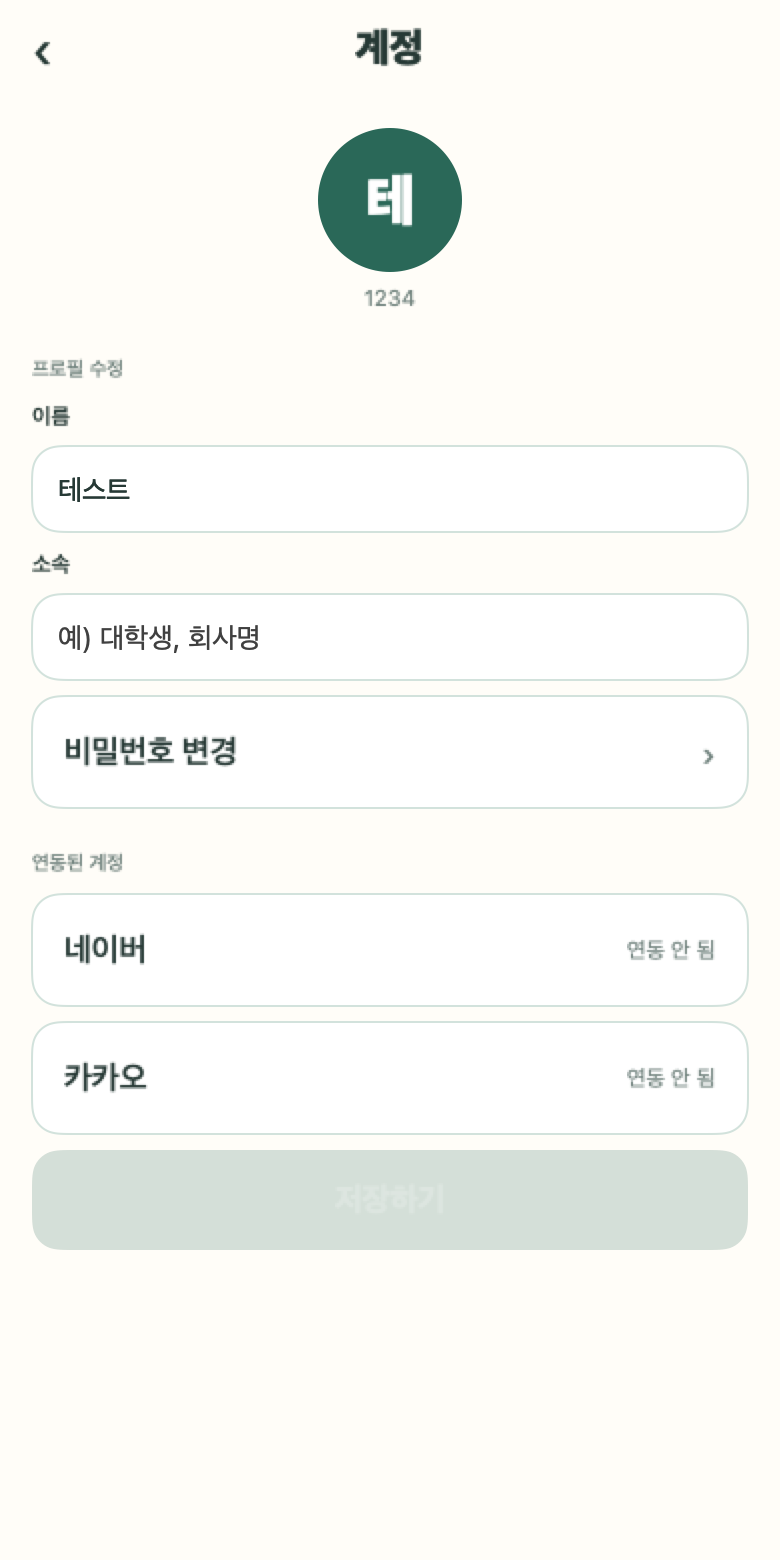 계정
테
1234
프로필 수정
이름
테스트
소속
예) 대학생, 회사명
비밀번호 변경
연동된 계정
네이버 연동 안 됨
카카오 연동 안 됨
저장하기